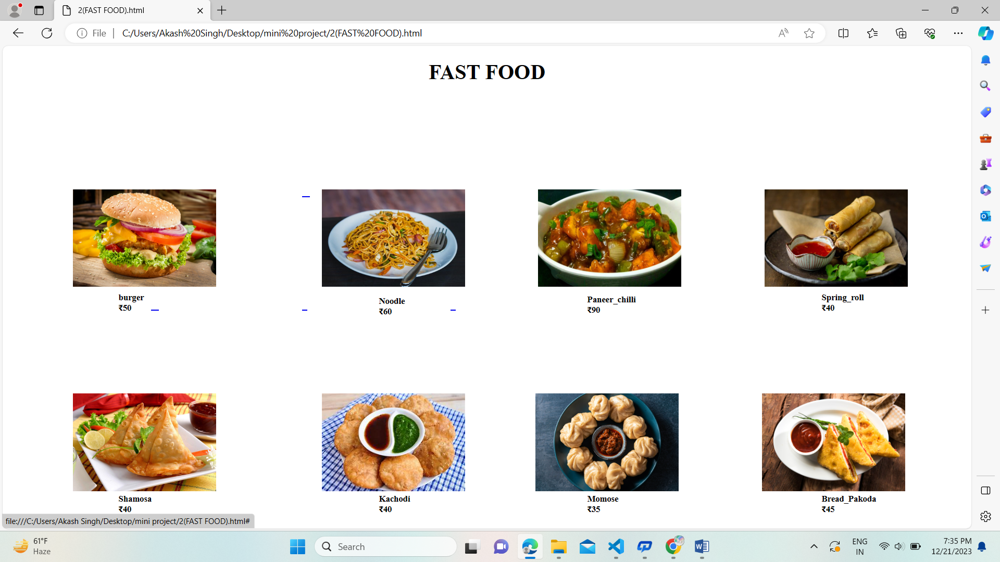 2(FAST FOOD).html
File
C:/Users/Akash%20Singh/Desktop/mini%20project/2(FAST%20FOOD).html
FAST FOOD
burger
₹50
Noodle
₹60
Paneer_chilli
₹90
Spring_roll
₹40
Shamosa
₹40
Kachodi
₹40
Momose
₹35
Bread_Pakoda
₹45
file:///C:/Users/Akash Singh/Desktop/mini project/2(FAST FOOD).html#
61°F
Haze
Search
ENG
IN
7:35 PM
12/21/2023